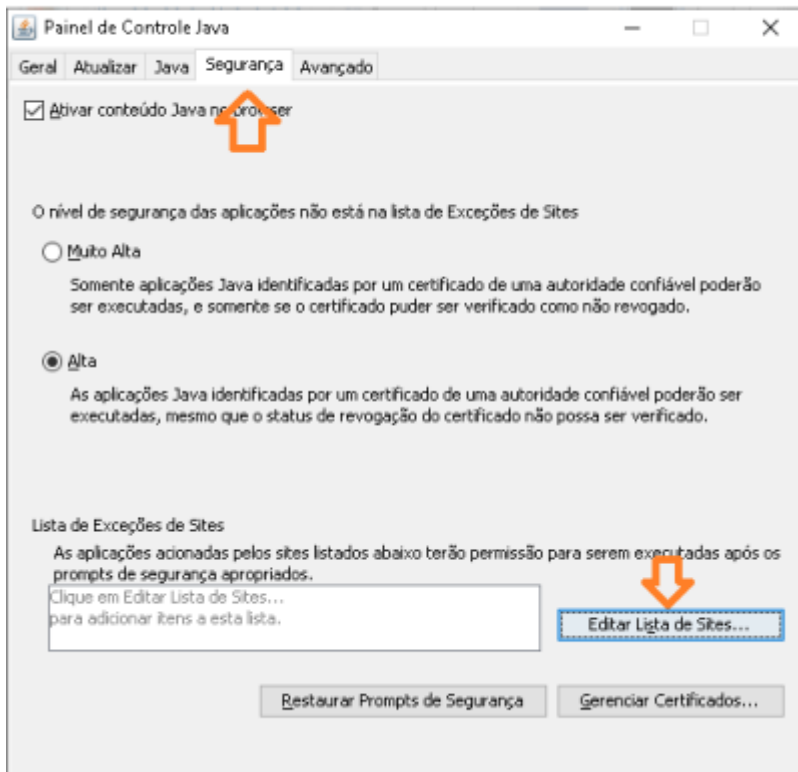 Painel de Controle Java
Geral Atualizar Java Segurança Avançado
Ativar conteúdo Java no browser
O nível de segurança das aplicações não está na lista de Exceções de Sites
Muito Alta
Somente aplicações Java identificadas por um certificado de uma autoridade confiável poderão
ser executadas, e somente se o certificado puder ser verificado como não revogado.
Alta
As aplicações Java identificadas por um certificado de uma autoridade confiável poderão ser
executadas, mesmo que o status de revogação do certificado não possa ser verificado.
Lista de Exceções de Sites
As aplicações acionadas pelos sites listados abaixo terão permissão para serem executadas após os
prompts de segurança apropriados.
Clique em Editar Lista de Sites...
para adicionar itens a esta lista.
Editar Lista de Sites...
Restaurar Prompts de Segurança
Gerenciar Certificados...